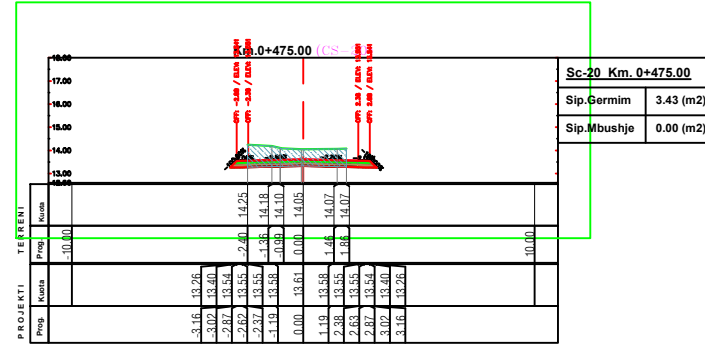 Km.0+475.00 (CS-
18.00
17.00
16.00
15.00
14.00
13.00
Sc-20 Km. 0+475.00
Sip.Germim 3.43 (m2)
Sip.Mbushje 0.00 (m2)
TERRENI
Kuota 14.25 14.18 14.10 14.05 14.07 14.07
Prog. -10.00 -2.40 -1.36 -0.99 0.00 1.46 1.86 10.00
PROJEKTI
Kuota 13.26 13.40 13.54 13.55 13.55 13.58 13.61 13.58 13.55 13.55 13.54 13.40 13.26
Prog. -3.16 -3.02 -2.87 -2.62 -2.37 -1.19 0.00 1.19 2.38 2.63 2.87 3.02 3.16